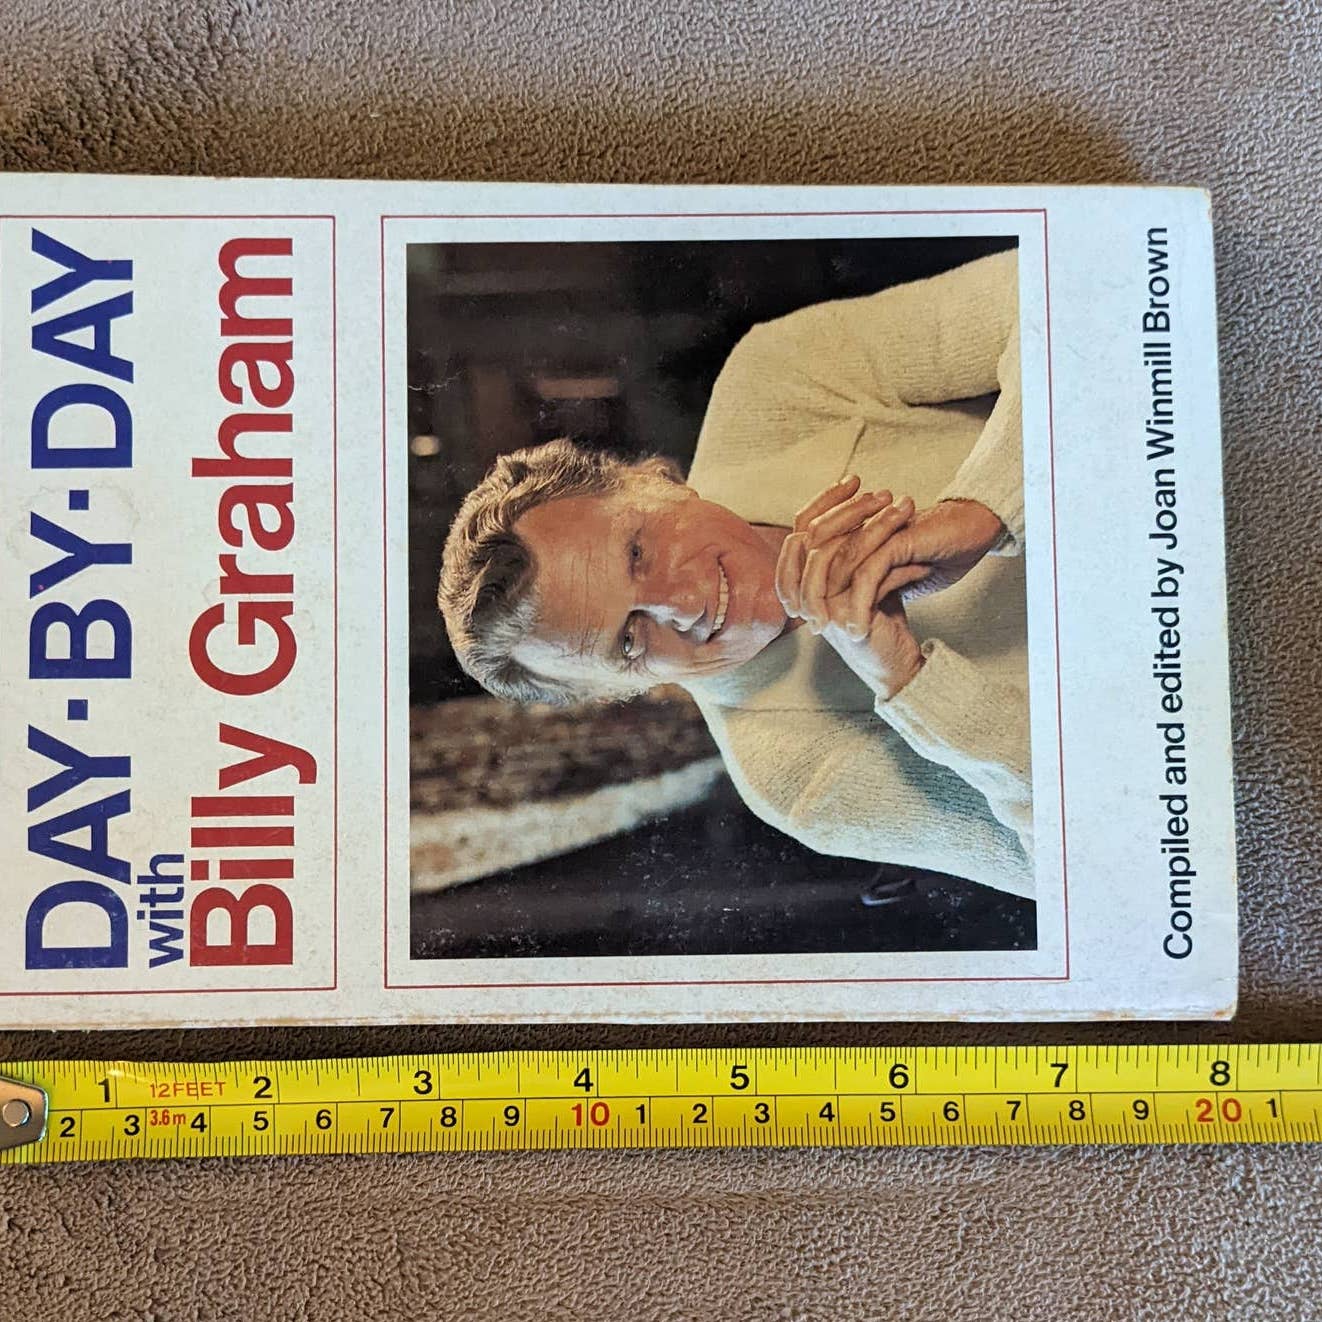 DAY·BY·DAY
with
Billy Graham
Compiled and edited by Joan Winmill Brown
1 12FEET 2 3 4 5 6 7 8
2 3 3.6m 4 5 6 7 8 9 10 1 2 3 4 5 6 7 8 9 20 1